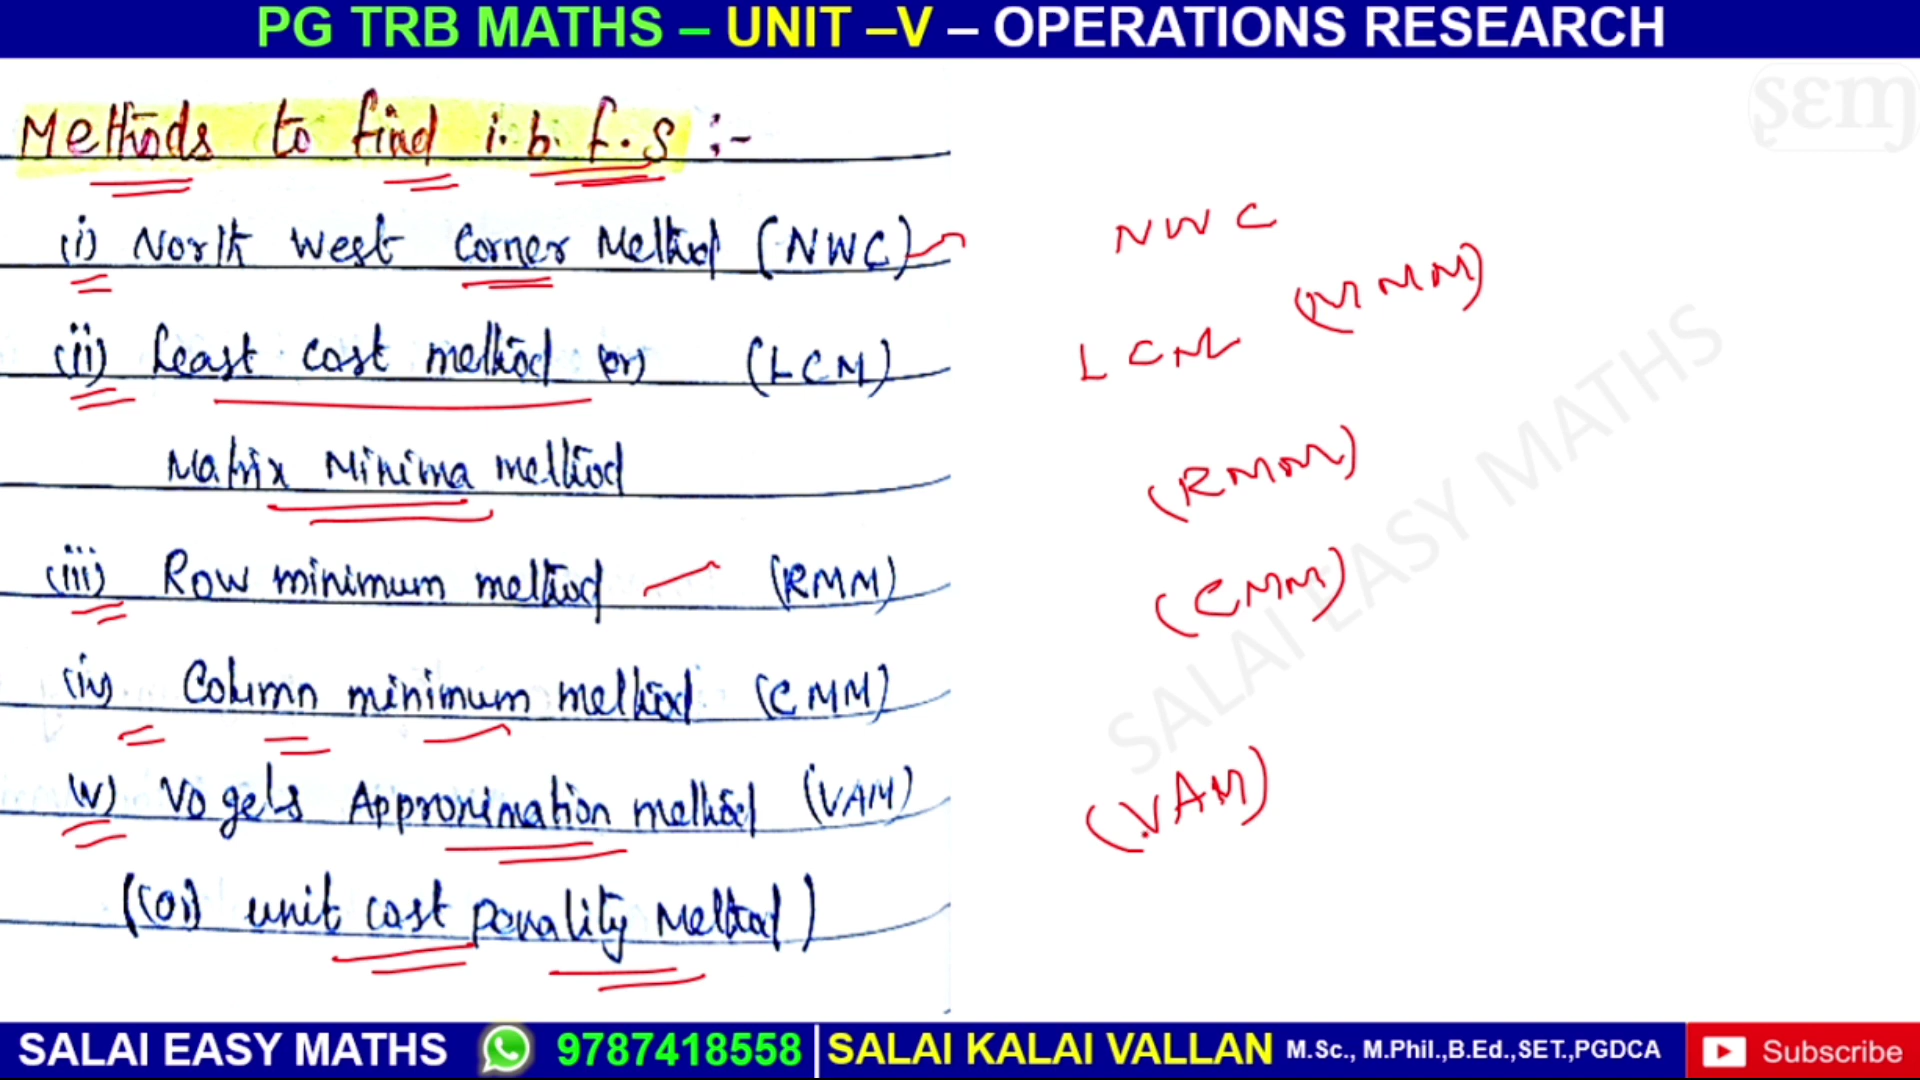 PG TRB MATHS – UNIT –V – OPERATIONS RESEARCH
sεm
Methods to find i.b.f.s :-
(i) North West Corner Method (NWC)
(ii) Least cost method (or) (LCM)
Matrix Minima method
(iii) Row minimum method (RMM)
(iv) Column minimum method (CMM)
(v) Vogels Approximation method (VAM)
((or) unit cost penality Method)
NWC
LCM (MMM)
(RMM)
(CMM)
(VAM)
SALAI EASY MATHS
SALAI EASY MATHS 9787418558 SALAI KALAI VALLAN M.Sc., M.Phil.,B.Ed.,SET.,PGDCA Subscribe